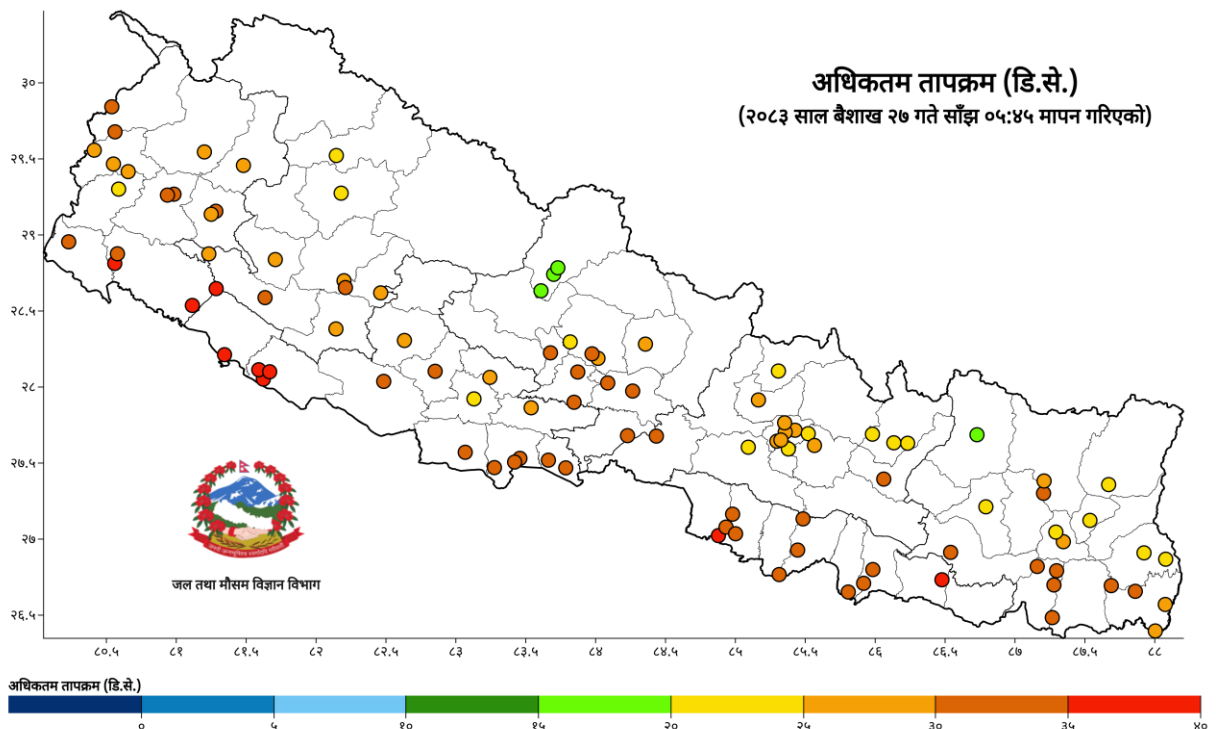 अधिकतम तापक्रम (डि.से.)
(२०८३ साल बैशाख २७ गते साँझ ०५:४५ मापन गरिएको)
३०
२९.५
२९
२८.५
२८
२७.५
२७
२६.५
जल तथा मौसम विज्ञान विभाग
८०.५ ८१ ८१.५ ८२ ८२.५ ८३ ८३.५ ८४ ८४.५ ८५ ८५.५ ८६ ८६.५ ८७ ८७.५ ८८
अधिकतम तापक्रम (डि.से.)
० ५ १० १५ २० २५ ३० ३५ ४०